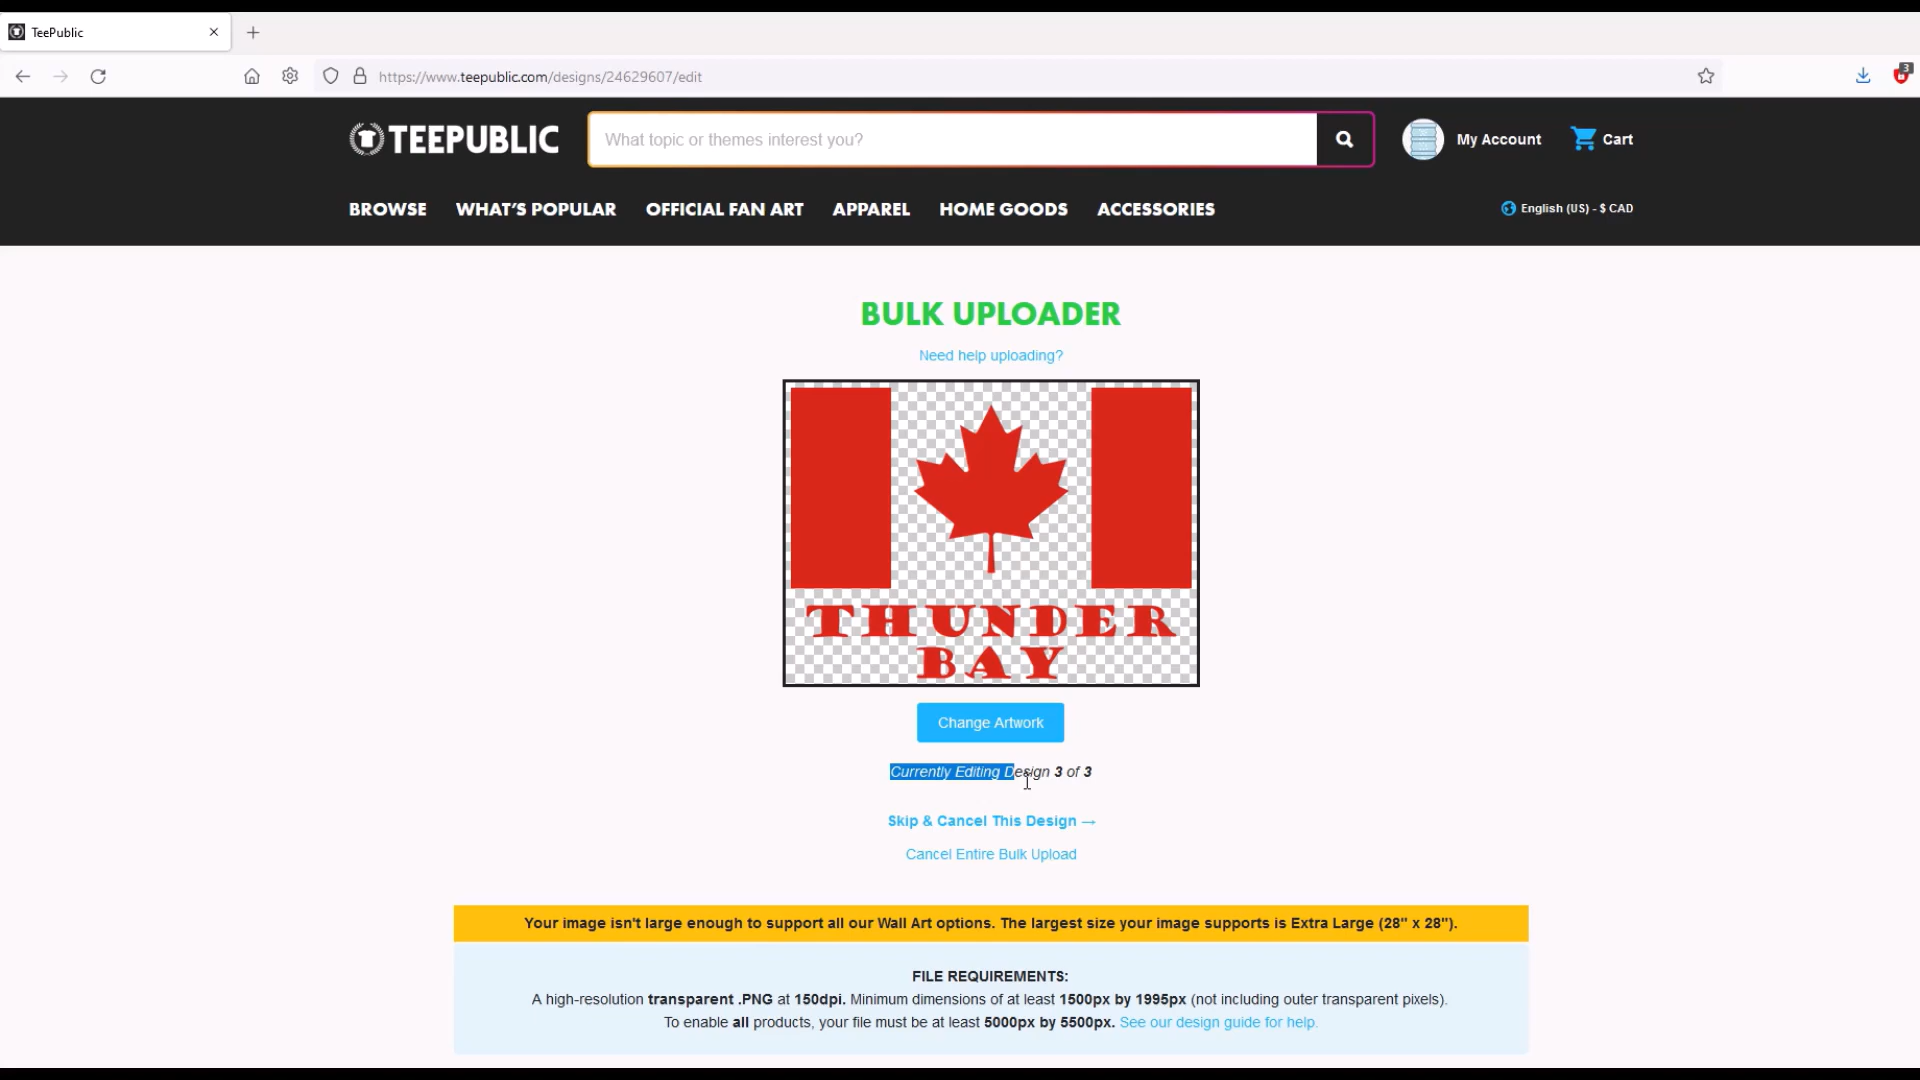 TeePublic
https://www.teepublic.com/designs/24629607/edit
3
TEEPUBLIC
What topic or themes interest you?
My Account
Cart
BROWSE WHAT'S POPULAR OFFICIAL FAN ART APPAREL HOME GOODS ACCESSORIES
English (US) - $ CAD
BULK UPLOADER
Need help uploading?
THUNDER
BAY
Change Artwork
Currently Editing Design 3 of 3
Skip & Cancel This Design →
Cancel Entire Bulk Upload
Your image isn't large enough to support all our Wall Art options. The largest size your image supports is Extra Large (28" x 28").
FILE REQUIREMENTS:
A high-resolution transparent .PNG at 150dpi. Minimum dimensions of at least 1500px by 1995px (not including outer transparent pixels).
To enable all products, your file must be at least 5000px by 5500px. See our design guide for help.